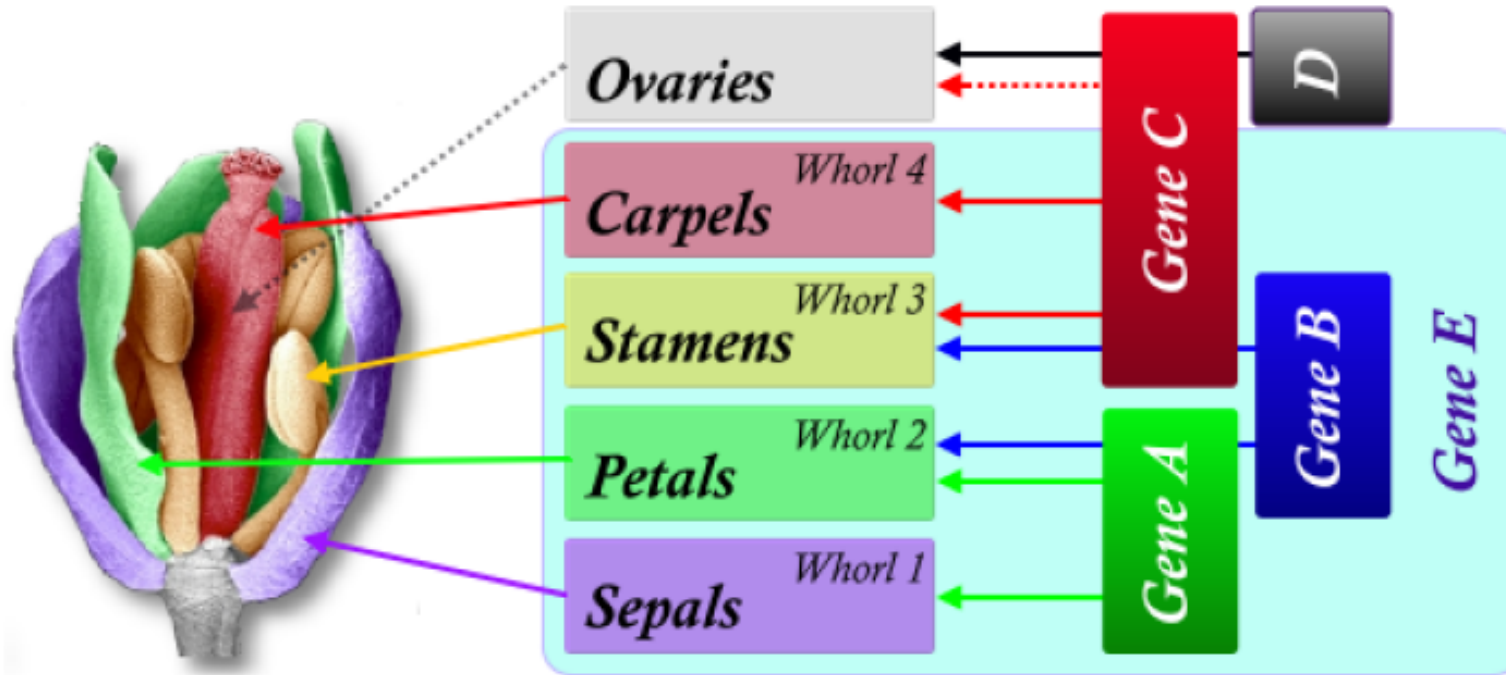 Ovaries
D
Whorl 4
Carpels
Gene C
Whorl 3
Stamens
Gene B
Gene E
Whorl 2
Petals
Gene A
Whorl 1
Sepals